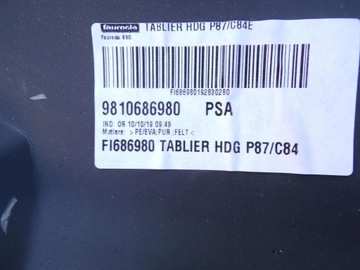 faurecia TABLIER HDG P87/C84E
FI686980192830280
9810686980 PSA
IND. OR 10/10/19 09:49
Matiere: >PE/EVA;PUR;FELT<
FI686980 TABLIER HDG P87/C84